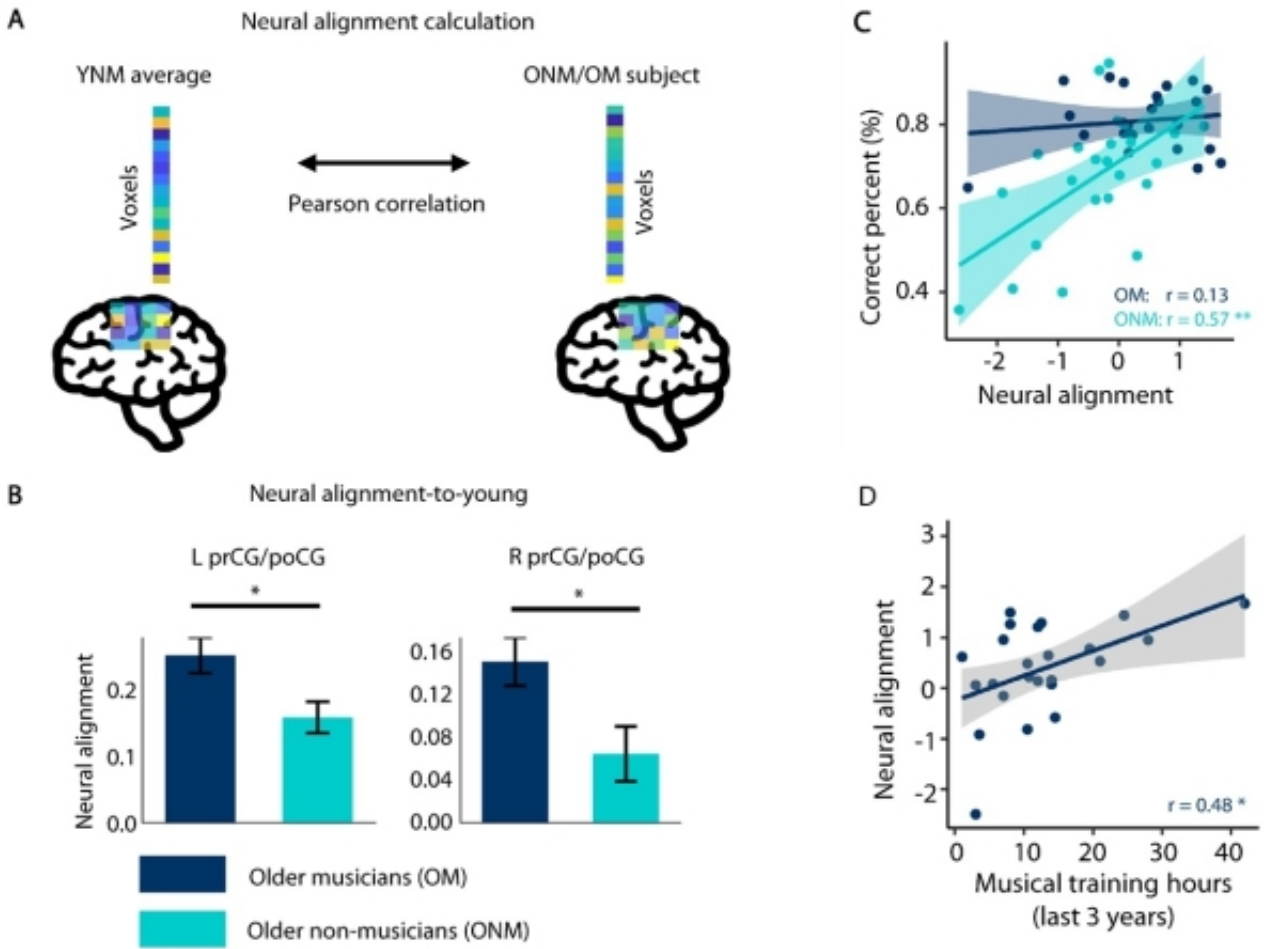 A
Neural alignment calculation
YNM average
ONM/OM subject
Voxels
Pearson correlation
Voxels
B
Neural alignment-to-young
L prCG/poCG
*
Neural alignment
0.2
0.1
0.0
R prCG/poCG
*
0.16
0.12
0.08
0.04
0.00
Older musicians (OM)
Older non-musicians (ONM)
C
Correct percent (%)
0.8
0.6
0.4
OM: r = 0.13
ONM: r = 0.57 **
-2 -1 0 1
Neural alignment
D
Neural alignment
3
2
1
0
-1
-2
r = 0.48 *
0 10 20 30 40
Musical training hours
(last 3 years)